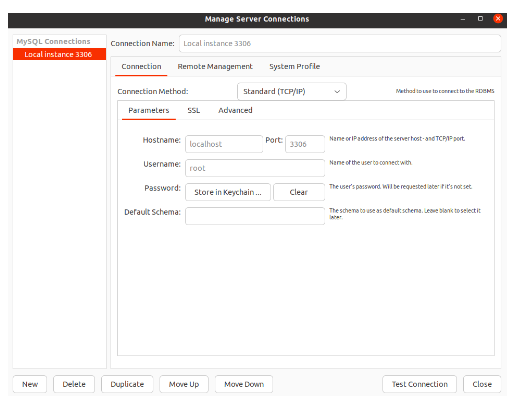 Manage Server Connections
MySQL Connections
Local instance 3306
Connection Name: Local instance 3306
Connection Remote Management System Profile
Connection Method: Standard (TCP/IP) Method to use to connect to the RDBMS
Parameters SSL Advanced
Hostname: localhost Port: 3306 Name or IP address of the server host - and TCP/IP port.
Username: root Name of the user to connect with.
Password: Store in Keychain ... Clear The user's password. Will be requested later if it's not set.
Default Schema: The schema to use as default schema. Leave blank to select it
later.
New Delete Duplicate Move Up Move Down Test Connection Close